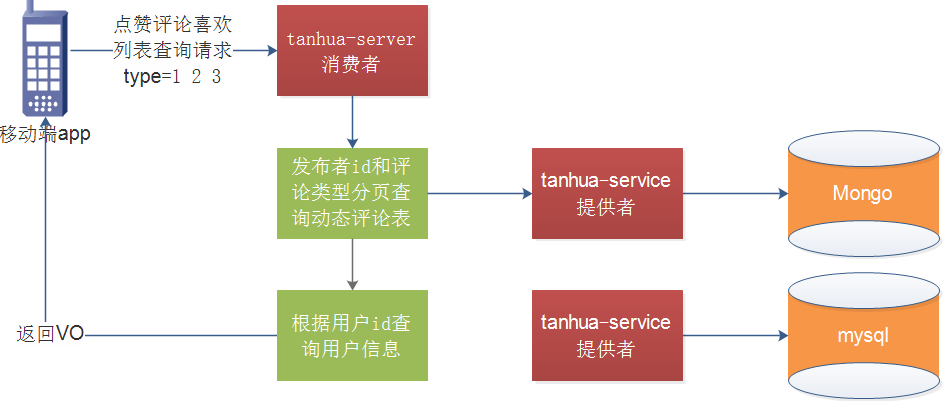 点赞评论喜欢
列表查询请求
type=1 2 3
移动端app
tanhua-server
消费者
发布者id和评
论类型分页查
询动态评论表
tanhua-service
提供者
Mongo
根据用户id查
询用户信息
tanhua-service
提供者
mysql
返回VO